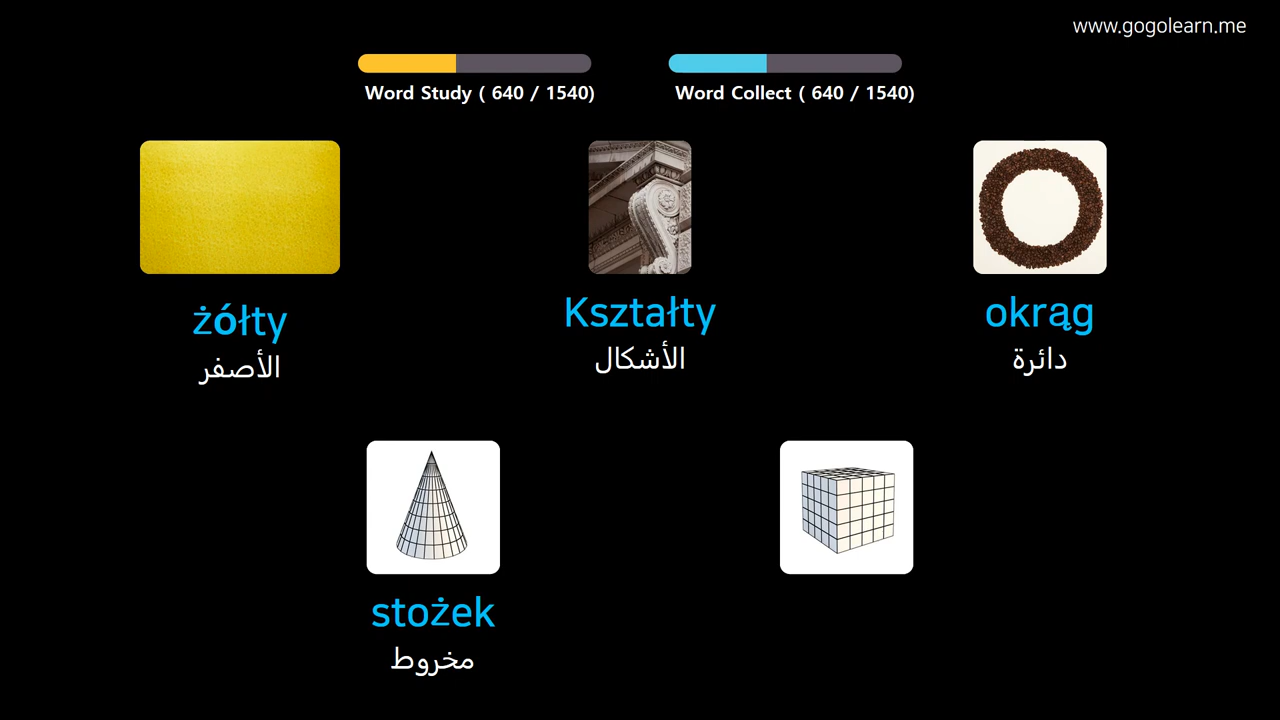 www.gogolearn.me
Word Study ( 640 / 1540)
Word Collect ( 640 / 1540)
żółty
الأصفر
Kształty
الأشكال
okrąg
دائرة
stożek
مخروط